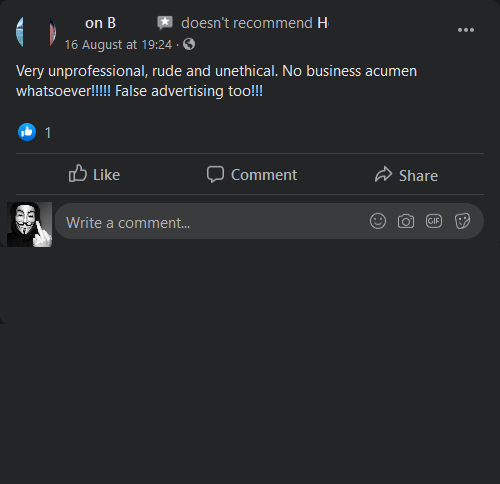 on B doesn't recommend H
16 August at 19:24 ·
Very unprofessional, rude and unethical. No business acumen
whatsoever!!!!! False advertising too!!!
1
Like Comment Share
Write a comment... GIF